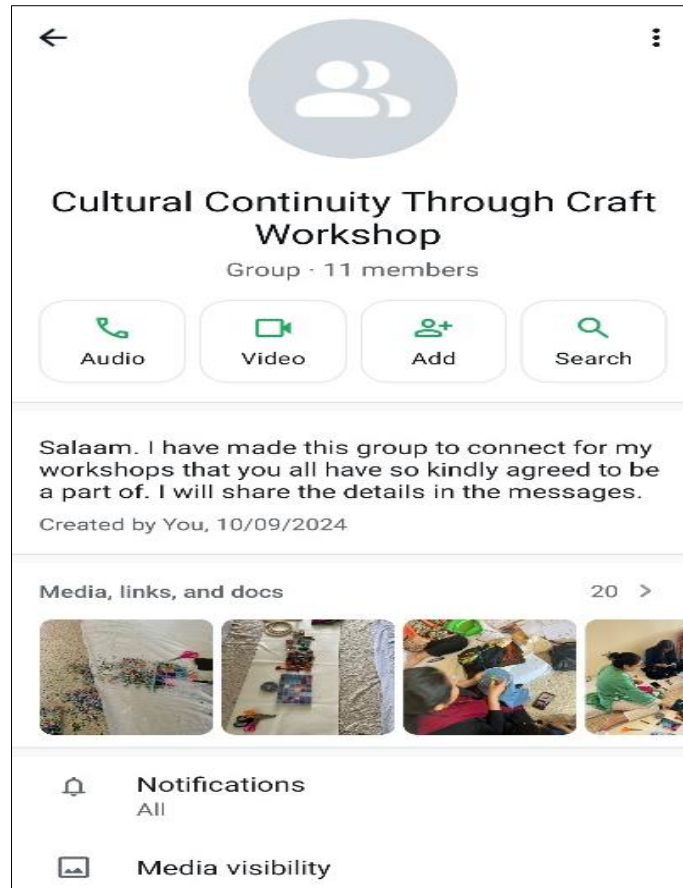 Cultural Continuity Through Craft
Workshop
Group · 11 members
Audio Video Add Search
Salaam. I have made this group to connect for my
workshops that you all have so kindly agreed to be
a part of. I will share the details in the messages.
Created by You, 10/09/2024
Media, links, and docs 20 >
Notifications
All
Media visibility